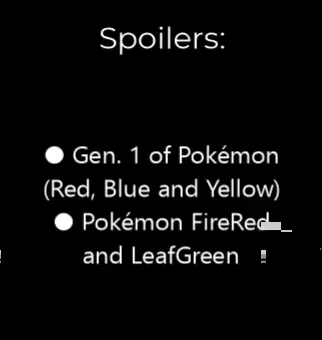 Spoilers:
● Gen. 1 of Pokémon
(Red, Blue and Yellow)
● Pokémon FireRed
and LeafGreen